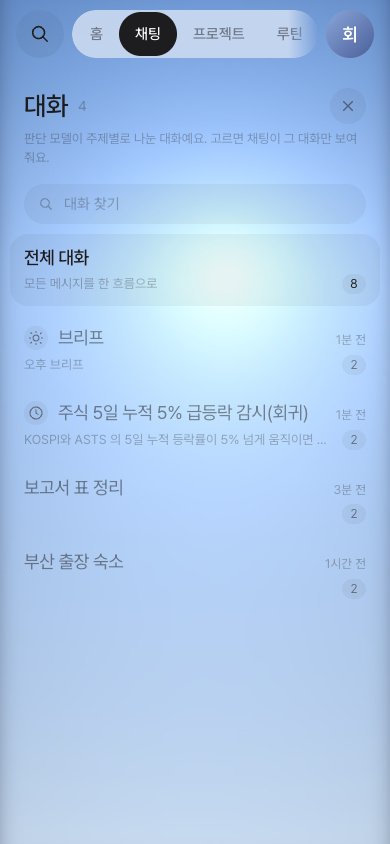 홈 채팅 프로젝트 루틴 회
대화 4
판단 모델이 주제별로 나눈 대화예요. 고르면 채팅이 그 대화만 보여
줘요.
대화 찾기
전체 대화
모든 메시지를 한 흐름으로 8
브리프 1분 전
오후 브리프 2
주식 5일 누적 5% 급등락 감시(회귀) 1분 전
KOSPI와 ASTS 의 5일 누적 등락률이 5% 넘게 움직이면 ... 2
보고서 표 정리 3분 전
2
부산 출장 숙소 1시간 전
2